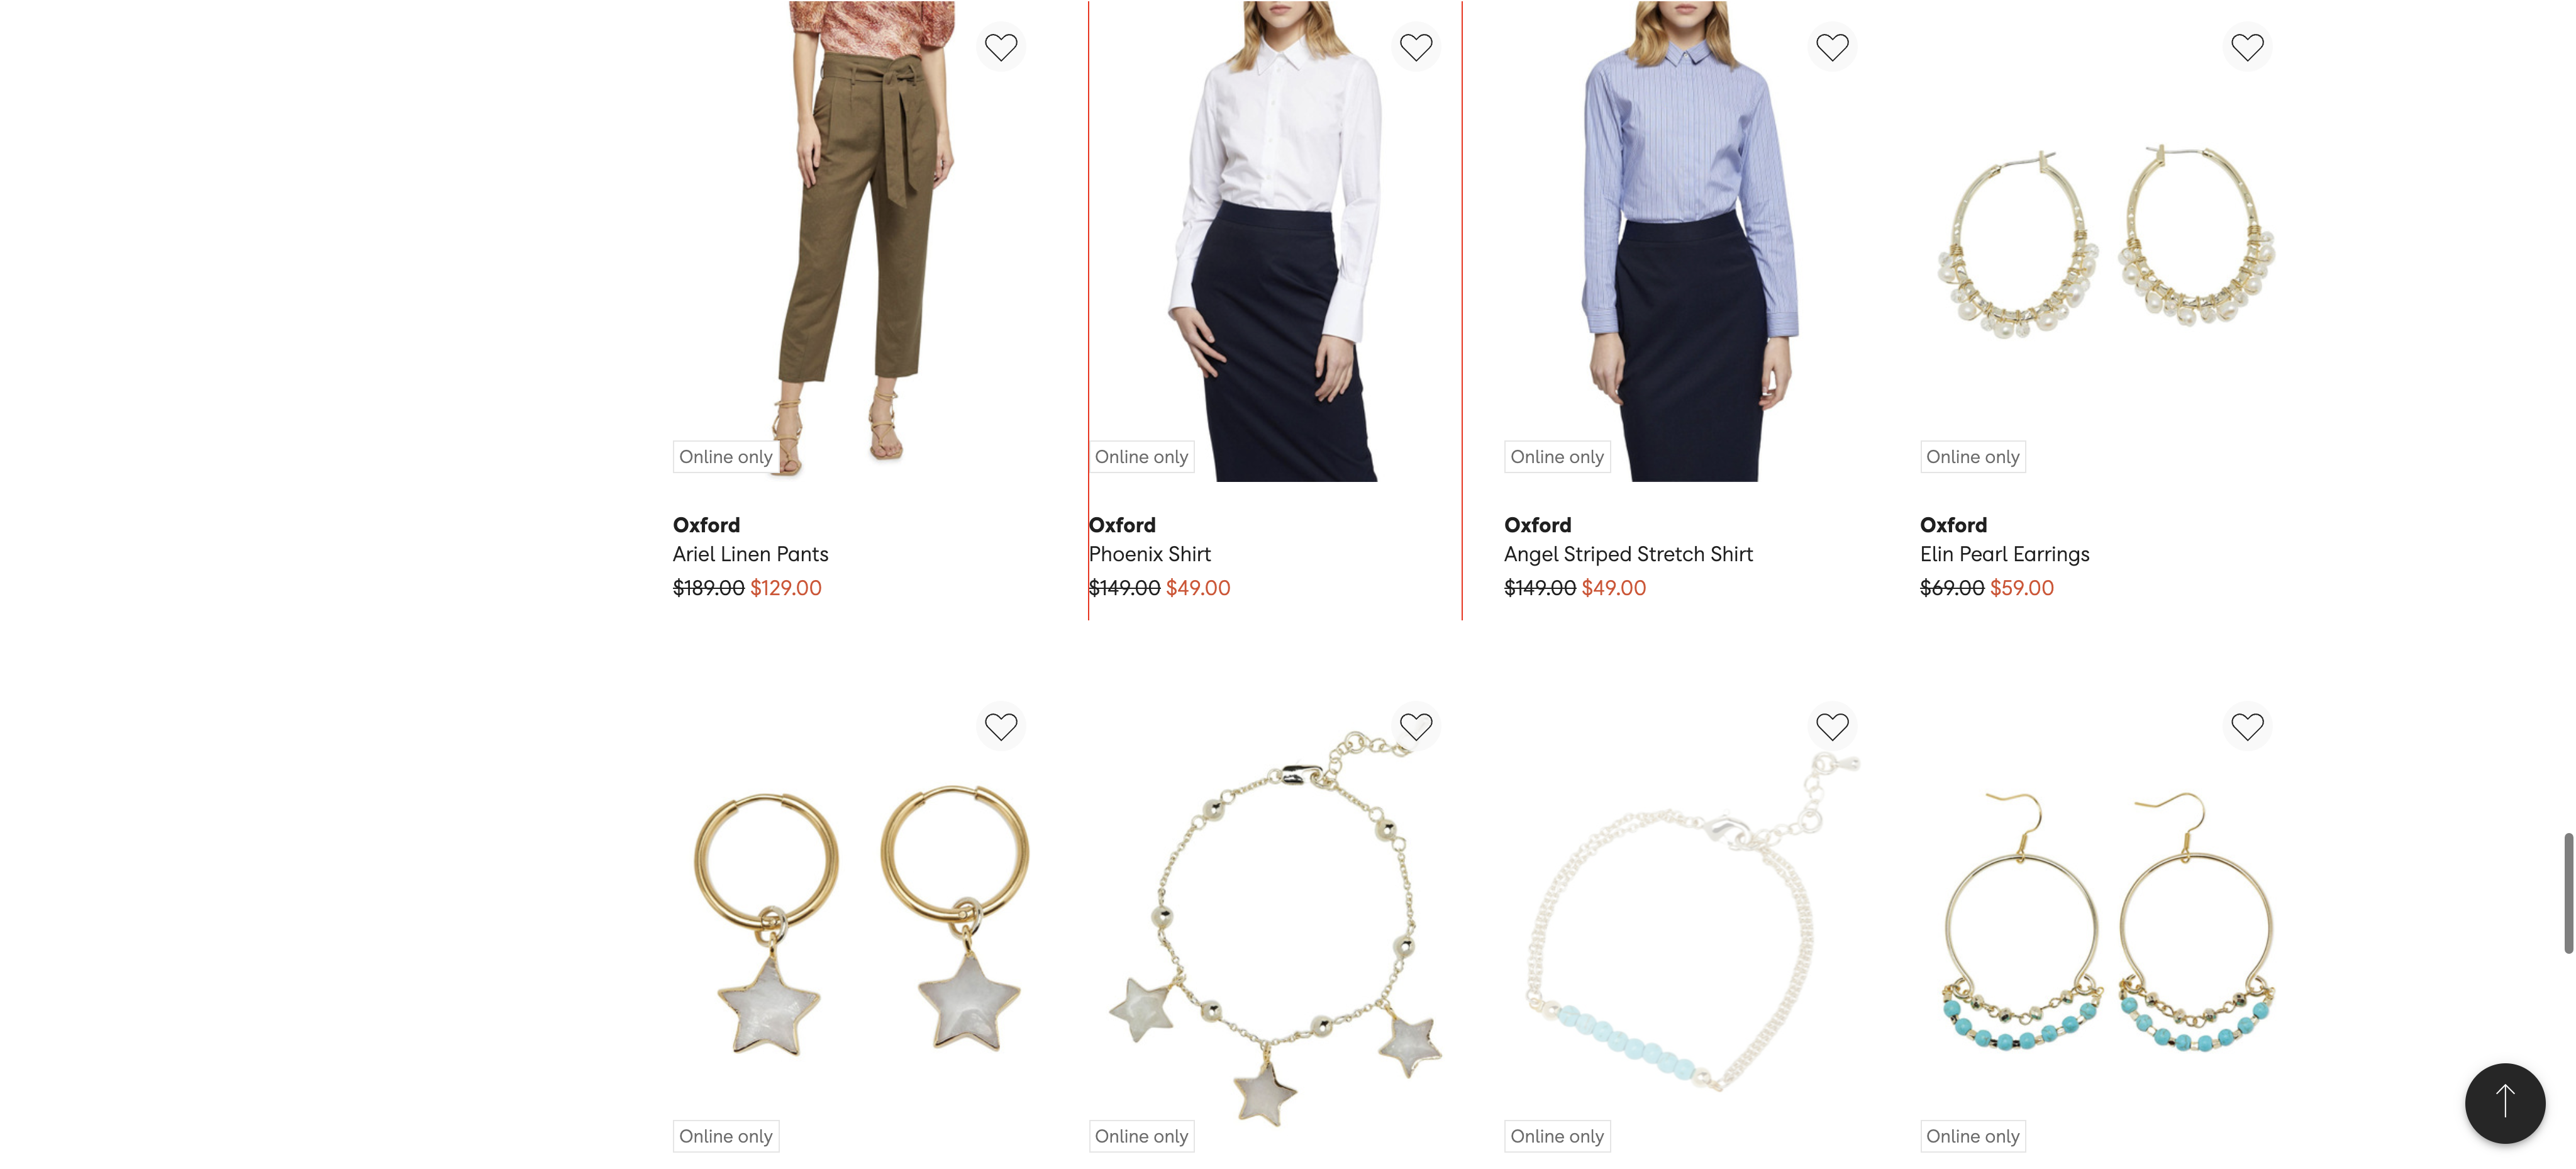 Online only
Online only
Online only
Online only
Oxford
Ariel Linen Pants
$189.00 $129.00
Oxford
Phoenix Shirt
$149.00 $49.00
Oxford
Angel Striped Stretch Shirt
$149.00 $49.00
Oxford
Elin Pearl Earrings
$69.00 $59.00
Online only
Online only
Online only
Online only